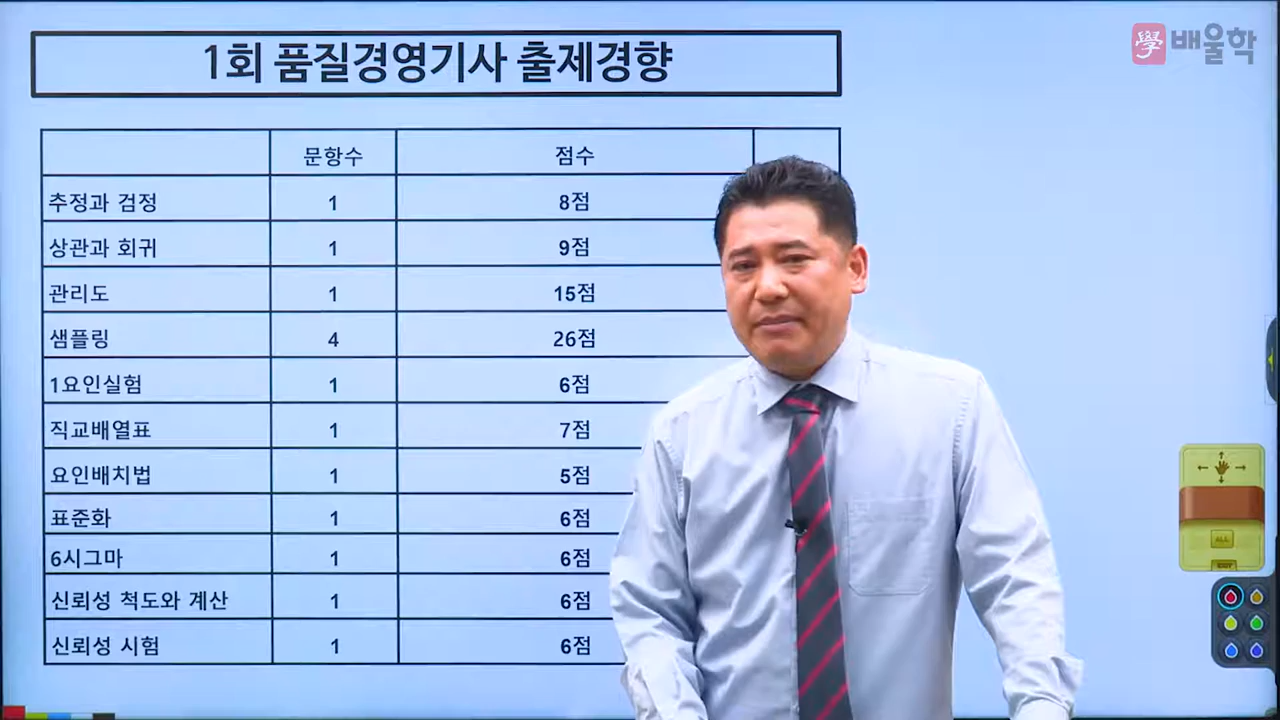 1회 품질경영기사 출제경향
學 배울학
문항수 점수
추정과 검정 1 8점
상관과 회귀 1 9점
관리도 1 15점
샘플링 4 26점
1요인실험 1 6점
직교배열표 1 7점
요인배치법 1 5점
표준화 1 6점
6시그마 1 6점
신뢰성 척도와 계산 1 6점
신뢰성 시험 1 6점
ALL
EXIT